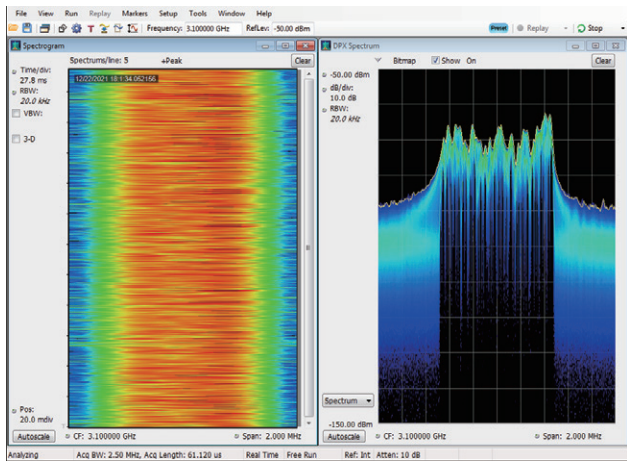 File View Run Replay Markers Setup Tools Window Help
Frequency: 3.100000 GHz RefLev: -50.00 dBm Preset Replay Stop
Spectrogram
Spectrums/line: 5 +Peak Clear
Time/div:
27.8 ms
RBW:
20.0 kHz
VBW:
3-D
12/22/2021 18:1:34.052156
Pos:
20.0 mdiv
Autoscale CF: 3.100000 GHz Span: 2.000 MHz
DPX Spectrum
Bitmap Show On Clear
-50.00 dBm
dB/div:
10.0 dB
RBW:
20.0 kHz
Spectrum
-150.00 dBm
Autoscale CF: 3.100000 GHz Span: 2.000 MHz
Analyzing Acq BW: 2.50 MHz, Acq Length: 61.120 us Real Time Free Run Ref: Int Atten: 10 dB